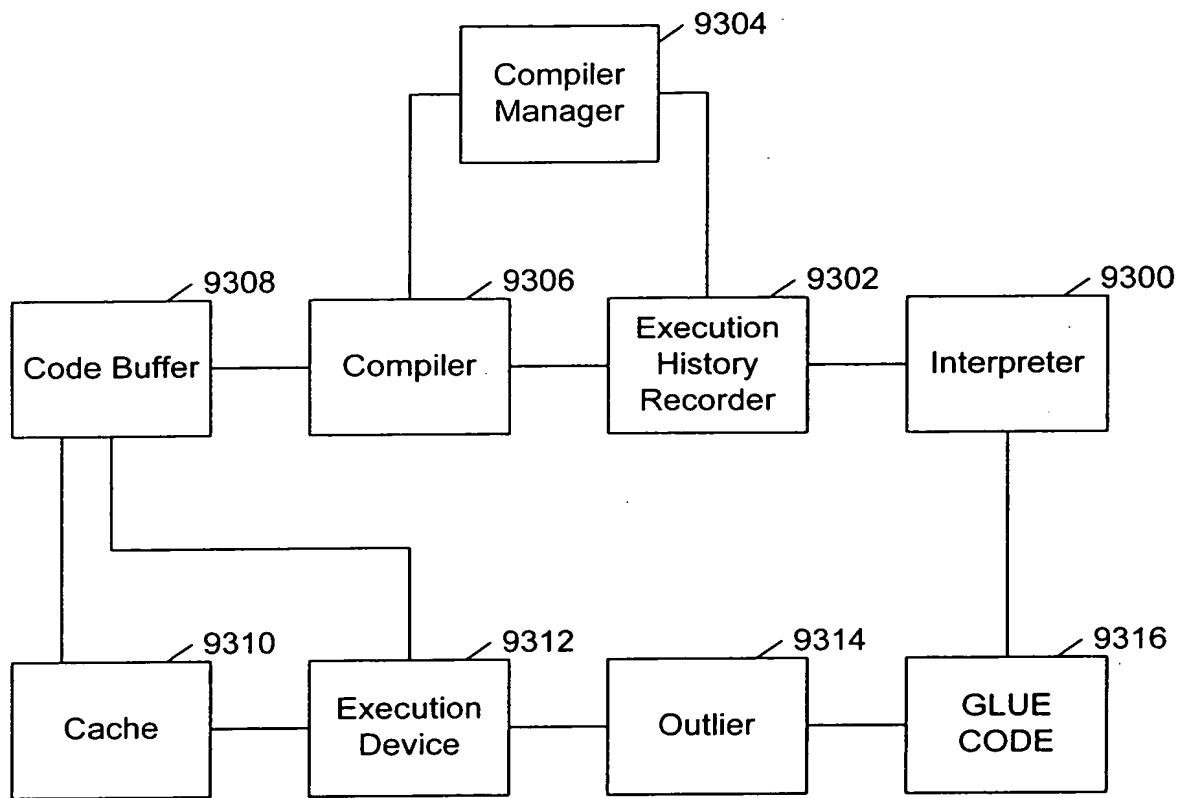 9304
Compiler
Manager
9308
9306
9302
9300
Code Buffer
Compiler
Execution
History
Recorder
Interpreter
9310
9312
9314
9316
Cache
Execution
Device
Outlier
GLUE
CODE